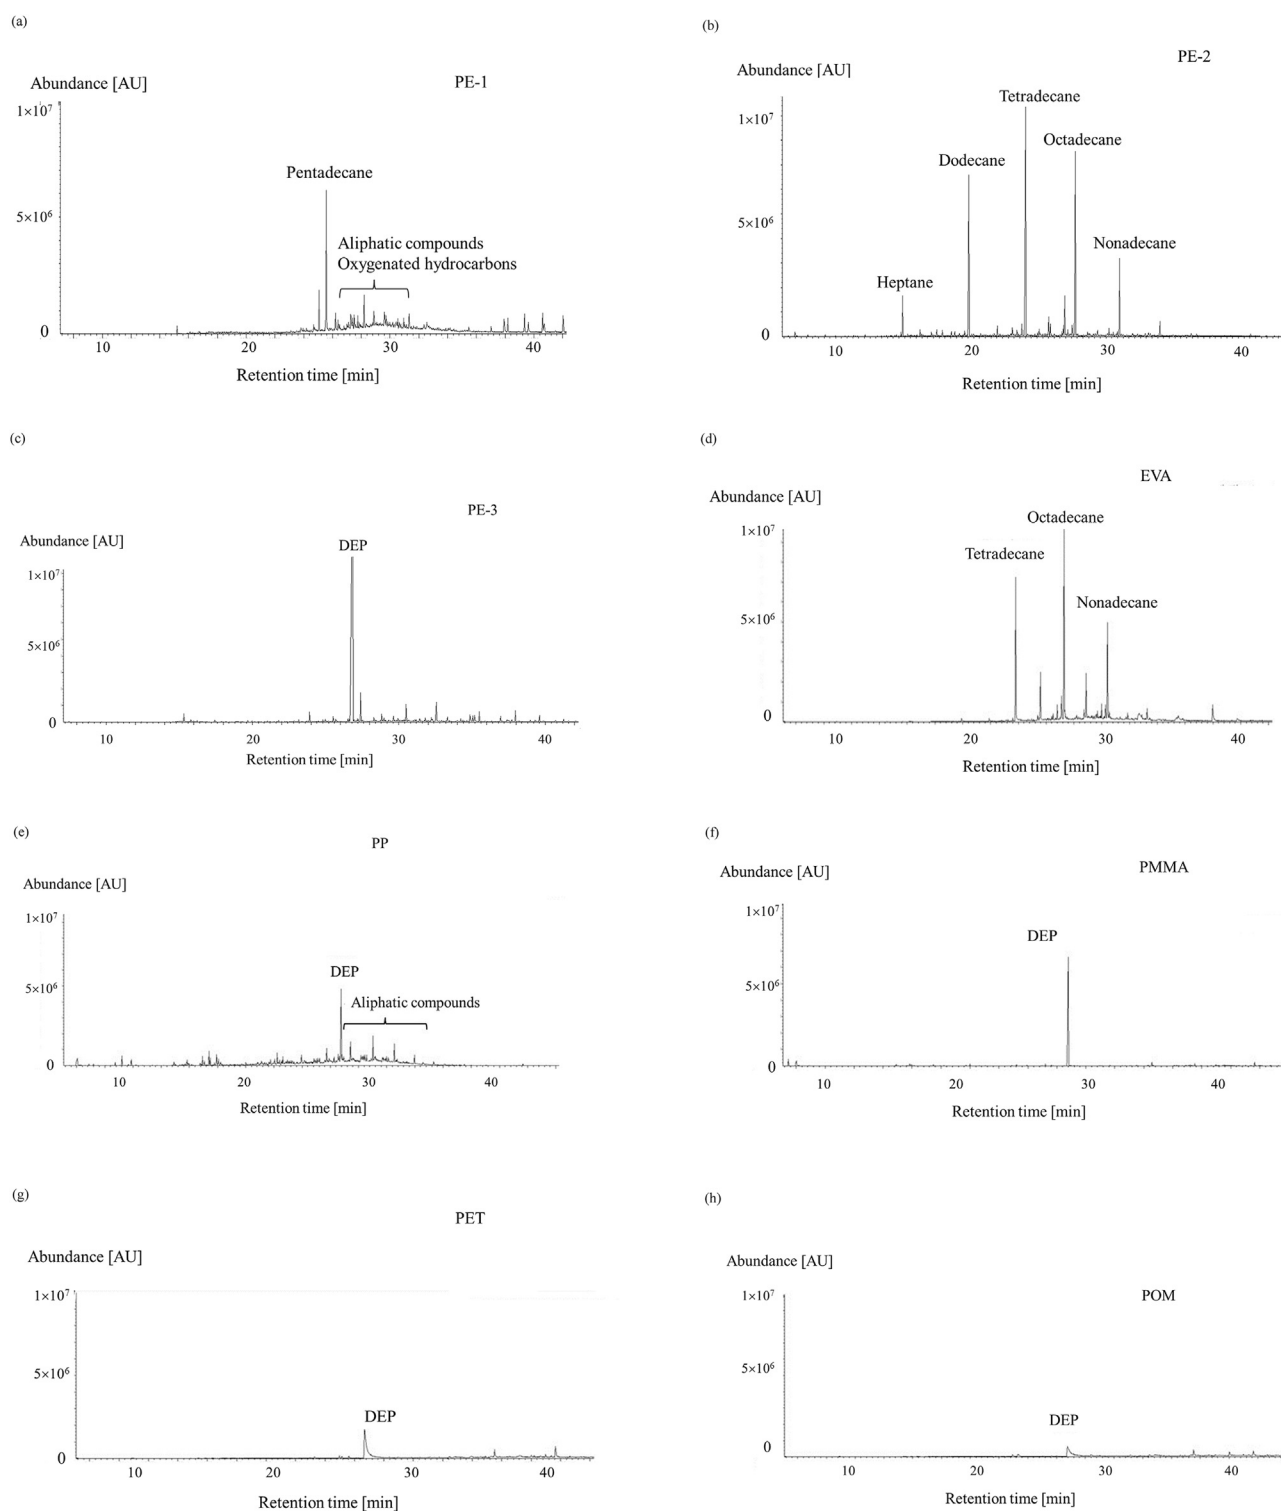 (a)
PE-1
Abundance [AU]
1×10⁷
Pentadecane
5×10⁶
Aliphatic compounds
Oxygenated hydrocarbons
0
10 20 30 40
Retention time [min]
(b)
PE-2
Abundance [AU]
Tetradecane
1×10⁷
Octadecane
Dodecane
5×10⁶
Nonadecane
Heptane
0
10 20 30 40
Retention time [min]
(c)
PE-3
Abundance [AU]
DEP
1×10⁷
5×10⁶
0
10 20 30 40
Retention time [min]
(d)
EVA
Abundance [AU]
Octadecane
1×10⁷
Tetradecane
Nonadecane
5×10⁶
0
10 20 30 40
Retention time [min]
(e)
PP
Abundance [AU]
1×10⁷
DEP
5×10⁶
Aliphatic compounds
0
10 20 30 40
Retention time [min]
(f)
PMMA
Abundance [AU]
1×10⁷
DEP
5×10⁶
0
10 20 30 40
Retention time [min]
(g)
PET
Abundance [AU]
1×10⁷
5×10⁶
DEP
0
10 20 30 40
Retention time [min]
(h)
Abundance [AU]
POM
1×10⁷
5×10⁶
DEP
0
10 20 30 40
Retention time [min]